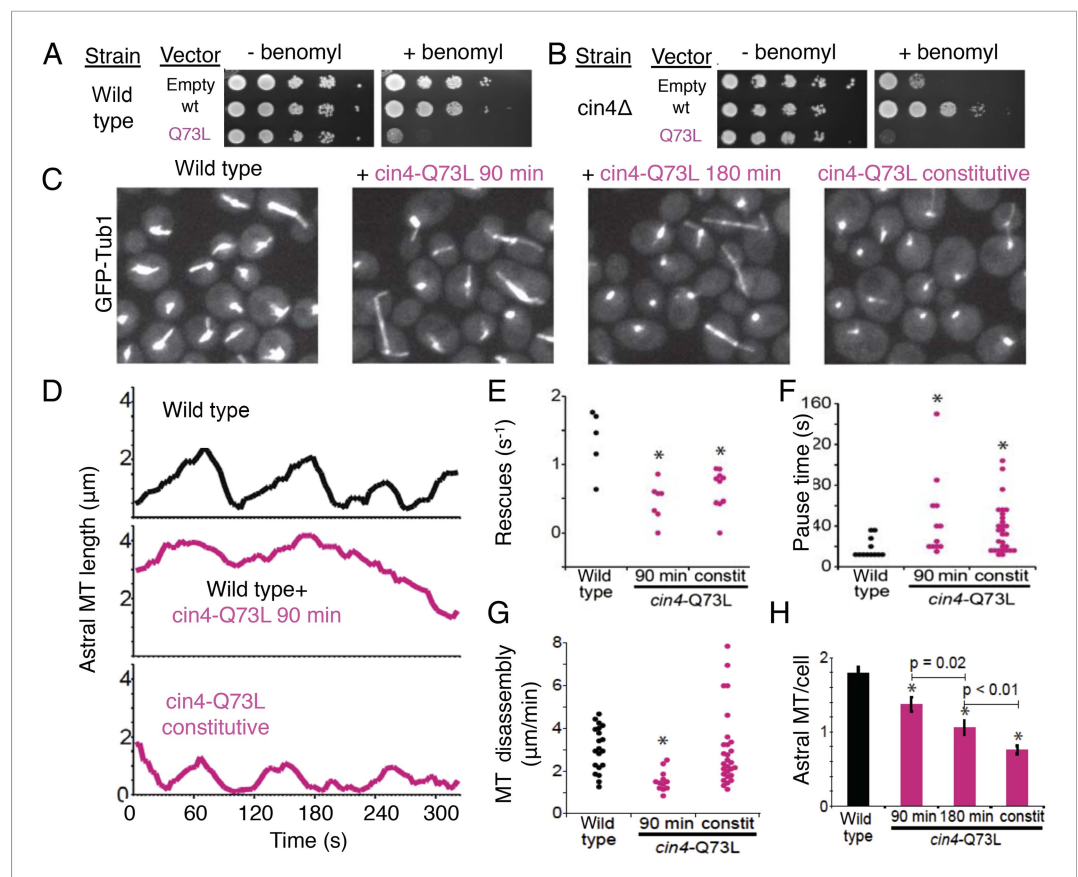 A
Strain
Vector
- benomyl
+ benomyl
Wild
type
Empty
wt
Q73L
B
Strain
Vector
- benomyl
+ benomyl
cin4Δ
Empty
wt
Q73L
C
Wild type
+ cin4-Q73L 90 min
+ cin4-Q73L 180 min
cin4-Q73L constitutive
GFP-Tub1
D
Astral MT length (μm)
4
2
Wild type
4
2
Wild type+
cin4-Q73L 90 min
4
2
0
cin4-Q73L
constitutive
0 60 120 180 240 300
Time (s)
E
Rescues (s-1)
2
1
0
*
*
Wild
type
90 min constit
cin4-Q73L
F
Pause time (s)
160
20
80
40
0
*
*
Wild
type
90 min constit
cin4-Q73L
G
MT disassembly
(μm/min)
8
6
4
2
0
*
Wild
type
90 min constit
cin4-Q73L
H
Astral MT/cell
2
1
0
p = 0.02
p < 0.01
*
*
*
Wild
type
90 min 180 min constit
cin4-Q73L